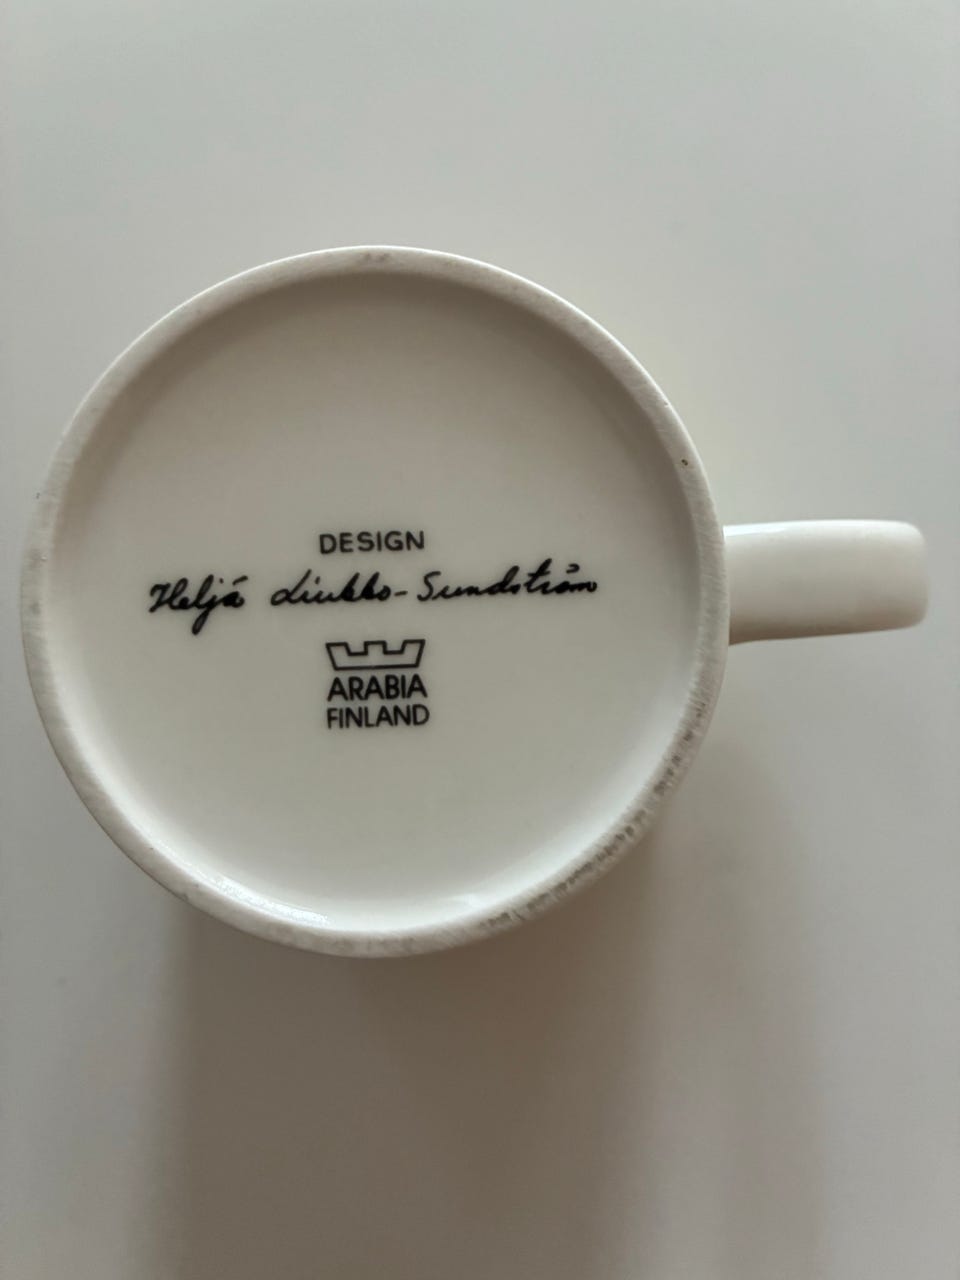 DESIGN
Heljä Liukko-Sundström
ARABIA
FINLAND